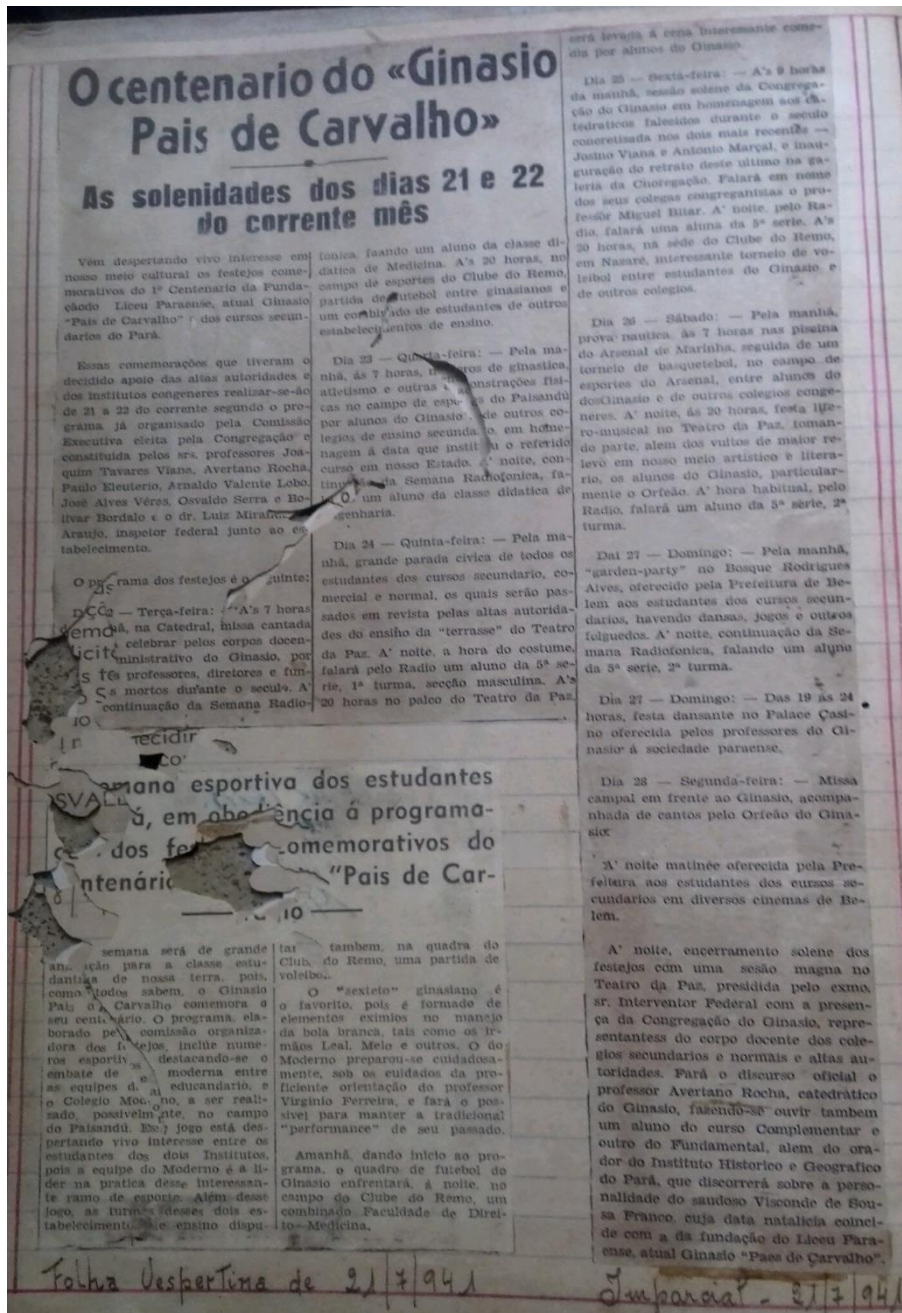 O centenario do «Ginasio
Pais de Carvalho»
As solenidades dos dias 21 e 22
do corrente mês
Vêm despertando vivo interesse em
nosso meio cultural os festejos come-
morativos do 1º Centenario da Funda-
çãodo Liceu Paraense, atual Ginasio
"Pais de Carvalho" dos cursos secun-
darios do Pará.
Essas comemorações que tiveram o
decidido apoio das altas autoridades e
dos institutos congeneres realizar-se-ão
de 21 a 22 do corrente segundo o pro-
grama já organisado pela Comissão
Executiva eleita pela Congregação e
constituida pelos srs. professores Joa-
quim Tavares Viana, Avertano Rocha,
Paulo Eleuterio, Arnaldo Valente Lobo,
José Alves Véres, Osvaldo Serra e Bo-
livar Bordalo e o dr. Luiz
Araujo, inspetor federal junto ao es-
tabelecimento.
O programa dos festejos é o
— Terça-feira: — A's 7 horas
na Catedral, missa cantada
celebrar pelos corpos docen-
ministrativo do Ginasio, por
professores, diretores e fun-
mortos durante o seculo. A'
continuação da Semana Radio-
fonica, faando um aluno da classe di-
datica de Medicina. A's 20 horas, no
campo de esportes do Clube do Remo,
partida de futebol entre ginasianos e
um combinado de estudantes de outros
estabelecimentos de ensino.
Dia 23 — Quarta-feira: — Pela ma-
nhã, ás 7 horas, de ginastica,
atletismo e outras fisi-
cas no campo de do Paisandú
por alunos do Ginasio de outros co-
legios de ensino em home-
nagem á data que o referido
curso em nosso Estado. noite, con-
da Semana Radiofonica, fa-
um aluno da classe didatica de
genharia.
Dia 24 — Quinta-feira: — Pela ma-
nhã, grande parada civica de todos os
estudantes dos cursos secundario, co-
mercial e normal, os quais serão pas-
sados em revista pelas altas autorida-
des do ensiho da "terrasse" do Teatro
da Paz. A' noite, a hora do costume,
falará pelo Radio um aluno da 5ª se-
rie, 1ª turma, secção masculina. A's
20 horas no palco do Teatro da Paz,
será levada á cena interessante come-
dia por alunos do Ginasio.
Dia 25 — Sexta-feira: — A's 9 horas
da manhã, sessão solene da Congrega-
ção do Ginasio em homenagem aos ca-
tedraticos falecidos durante o seculo
concretisada nos dois mais recentes —
Josino Viana e Antonio Marçal, e inau-
guração do retrato deste ultimo na ga-
leria da Choregação. Falará em nome
dos seus colegas congreganistas o pro-
fessor Miguel Bitar. A' noite, pelo Ra-
dio, falará uma aluna da 5ª serie. A's
20 horas, na séde do Clube do Remo,
em Nazaré, interessante torneio de vo-
leibol entre estudantes do Ginasio e
de outros colegios.
Dia 26 — Sábado: — Pela manhã,
prova nautica, ás 7 horas nas piscina
do Arsenal de Marinha, seguida de um
torneio de basquetebol, no campo de
esportes do Arsenal, entre alunos do
dosGinasio e de outros colegios conge-
neres. A' noite, ás 20 horas, festa lite-
ro-musical no Teatro da Paz, toman-
do parte, alem dos vultos de maior re-
levo em nosso meio artistico e litera-
rio, os alunos do Ginasio, particular-
mente o Orfeão. A' hora habitual, pelo
Radio, falará um aluno da 5ª série, 2ª
turma.
Dai 27 — Domingo: — Pela manhã,
"garden-party" no Bosque Rodrigues
Alves, oferecido pela Prefeitura de Be-
lem aos estudantes dos cursos secun-
darios, havendo dansas, jogos e outros
folguedos. A' noite, continuação da Se-
mana Radiofonica, falando um aluno
da 5ª série, 2ª turma.
Dia 27 — Domingo: — Das 19 ás 24
horas, festa dansante no Palace Casi-
no oferecida pelos professores do Gi-
nasio á sociedade paraense.
Dia 28 — Segunda-feira: — Missa
campal em frente ao Ginasio, acompa-
nhada de cantos pelo Orfeão do Gina-
sio:
A' noite matinée oferecida pela Pre-
feitura aos estudantes dos cursos se-
cundarios em diversos cinemas de Be-
lem.
A' noite, encerramento solene dos
festejos com uma sesão magna no
Teatro da Paz, presidida pelo exmo.
sr. Interventor Federal com a presen-
ça da Congregação do Ginasio, repre-
sentantess do corpo docente dos cole-
gios secundarios e normais e altas au-
toridades. Pará o discurso oficial o
professor Avertano Rocha, catedrático
do Ginasio, fazendo-se ouvir tambem
um aluno do curso Complementar e
outro do Fundamental, alem do ora-
dor do Instituto Historico e Geografico
do Pará, que discorrerá sobre a perso-
nalidade do saudoso Visconde de Sou-
sa Franco, cuja data natalicia coinci-
de com a da fundação do Liceu Para-
ense, atual Ginasio "Paes de Carvalho".
ecidir
mana esportiva dos estudantes
á, em obediência á programa-
dos comemorativos do
ntenário "Pais de Car-
semana será de grande
para a classe estu-
dantina de nossa terra, pois,
como todos sabem, o Ginasio
Pais Carvalho comemora o
seu centenário. O programa, ela-
borado pela comissão organiza-
dora dos festejos, inclúe nume-
ros destacando-se o
embate de moderna entre
as equipes educandario, e
o Colegio Moderno, a ser reali-
sado, possivelmente, no campo
do Paisandú. Esse jogo está des-
pertando vivo interesse entre os
estudantes dos dois Institutos,
pois a equipe do Moderno é a li-
der na pratica desse interessan-
te ramo de esporte. Além desse
jogo, as turmas desses dois es-
tabelecimentos de ensino dispu-
tar tambem, na quadra do
Club do Remo, uma partida de
voleibol.
O "sexteto" ginasiano é
o favorito, pois é formado de
elementos eximios no manejo
da bola branca, tais como os ir-
mãos Leal, Melo e outros. O do
Moderno preparou-se cuidadosa-
mente, sob os cuidados da pro-
ficiente orientação do professor
Virginio Ferreira, e fará o pos-
sivel para manter a tradicional
"performance" de seu passado.
Amanhã, dando inicio ao pro-
grama, o quadro de futebol do
Ginasio enfrentará, á noite, no
campo do Clube do Remo, um
combinado Faculdade de Direi-
to-Medicina.
Folha Vespertina de 21/7/941
Imparcial - 21/7/941